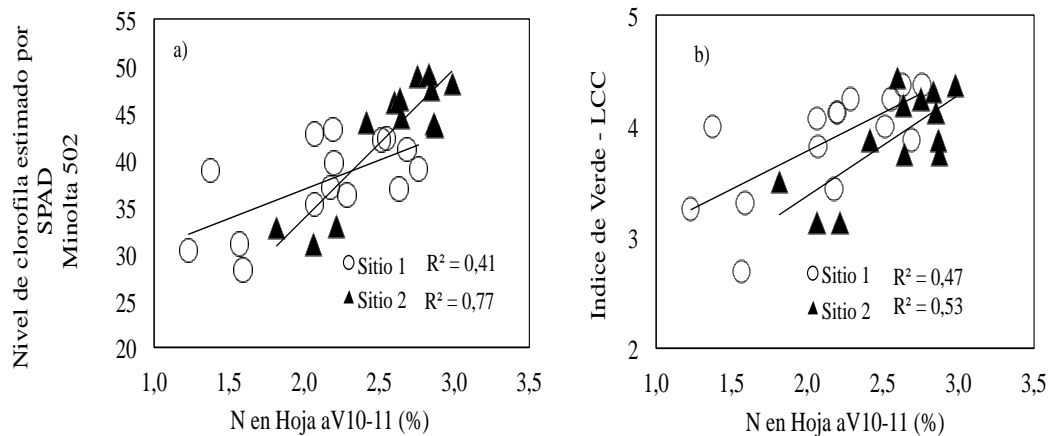 Nivel de clorofila estimado por
SPAD
Minolta 502
55
50
45
40
35
30
25
20
a)
Sitio 1 R² = 0,41
Sitio 2 R² = 0,77
1,0 1,5 2,0 2,5 3,0 3,5
N en Hoja aV10-11 (%)
Indice de Verde - LCC
5
4
3
2
b)
Sitio 1 R² = 0,47
Sitio 2 R² = 0,53
1,0 1,5 2,0 2,5 3,0 3,5
N en Hoja aV10-11 (%)